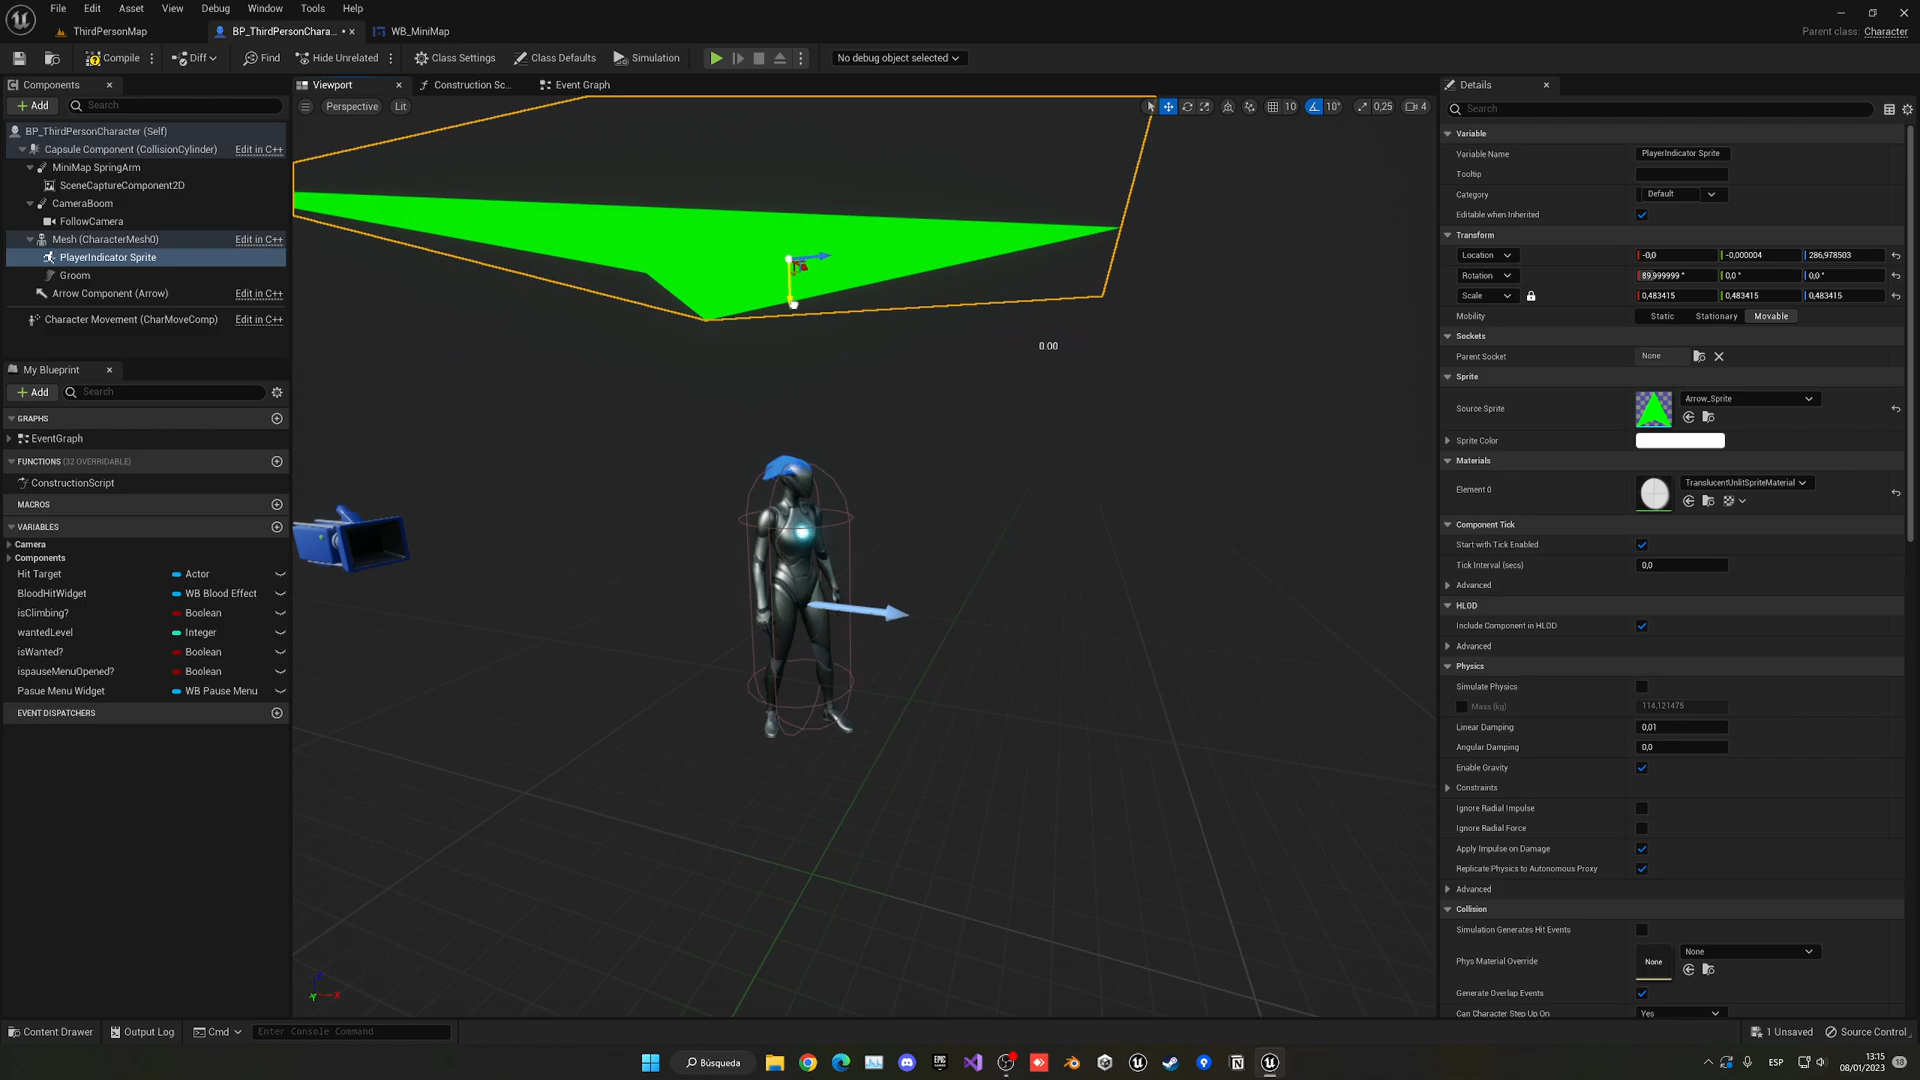 File Edit Asset View Debug Window Tools Help
ThirdPersonMap BP_ThirdPersonChara... • WB_MiniMap Parent class: Character
Compile Diff Find Hide Unrelated Class Settings Class Defaults Simulation No debug object selected
Components
Add Search
BP_ThirdPersonCharacter (Self)
Capsule Component (CollisionCylinder) Edit in C++
MiniMap SpringArm
SceneCaptureComponent2D
CameraBoom
FollowCamera
Mesh (CharacterMesh0) Edit in C++
PlayerIndicator Sprite
Groom
Arrow Component (Arrow) Edit in C++
Character Movement (CharMoveComp) Edit in C++
My Blueprint
Add Search
GRAPHS
EventGraph
FUNCTIONS (32 OVERRIDABLE)
ConstructionScript
MACROS
VARIABLES
Camera
Components
Hit Target Actor
BloodHitWidget WB Blood Effect
isClimbing? Boolean
wantedLevel Integer
isWanted? Boolean
ispauseMenuOpened? Boolean
Pasue Menu Widget WB Pause Menu
EVENT DISPATCHERS
Viewport Construction Sc... Event Graph
Perspective Lit 10 10° 0,25 4
0.00
Z
X
Y
Details
Search
Variable
Variable Name PlayerIndicator Sprite
Tooltip
Category Default
Editable when Inherited
Transform
Location -0,0 -0,000004 286,978503
Rotation 89,999999 ° 0,0 ° 0,0 °
Scale 0,483415 0,483415 0,483415
Mobility Static Stationary Movable
Sockets
Parent Socket None
Sprite
Source Sprite Arrow_Sprite
Sprite Color
Materials
Element 0 TranslucentUnlitSpriteMaterial
Component Tick
Start with Tick Enabled
Tick Interval (secs) 0,0
Advanced
HLOD
Include Component in HLOD
Advanced
Physics
Simulate Physics
Mass (kg) 114,121475
Linear Damping 0,01
Angular Damping 0,0
Enable Gravity
Constraints
Ignore Radial Impulse
Ignore Radial Force
Apply Impulse on Damage
Replicate Physics to Autonomous Proxy
Advanced
Collision
Simulation Generates Hit Events
Phys Material Override None None
Generate Overlap Events
Can Character Step Up On Yes
Content Drawer Output Log Cmd Enter Console Command 1 Unsaved Source Control
Búsqueda EPIC GAMES ESP 13:15
08/01/2023 18